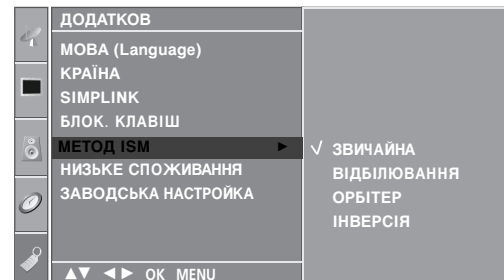 ДОДАТКОВ
МОВА (Language)
КРАЇНА
SIMPLINK
БЛОК. КЛАВІШ
МЕТОД ISM ►
НИЗЬКЕ СПОЖИВАННЯ
ЗАВОДСЬКА НАСТРОЙКА
√ ЗВИЧАЙНА
ВІДБІЛЮВАННЯ
ОРБІТЕР
ІНВЕРСІЯ
▲▼ ◄► OK MENU